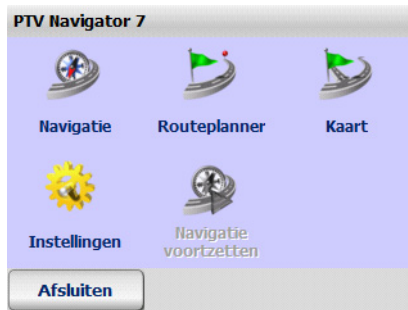 PTV Navigator 7
Navigatie
Routeplanner
Kaart
Instellingen
Navigatie
voortzetten
Afsluiten